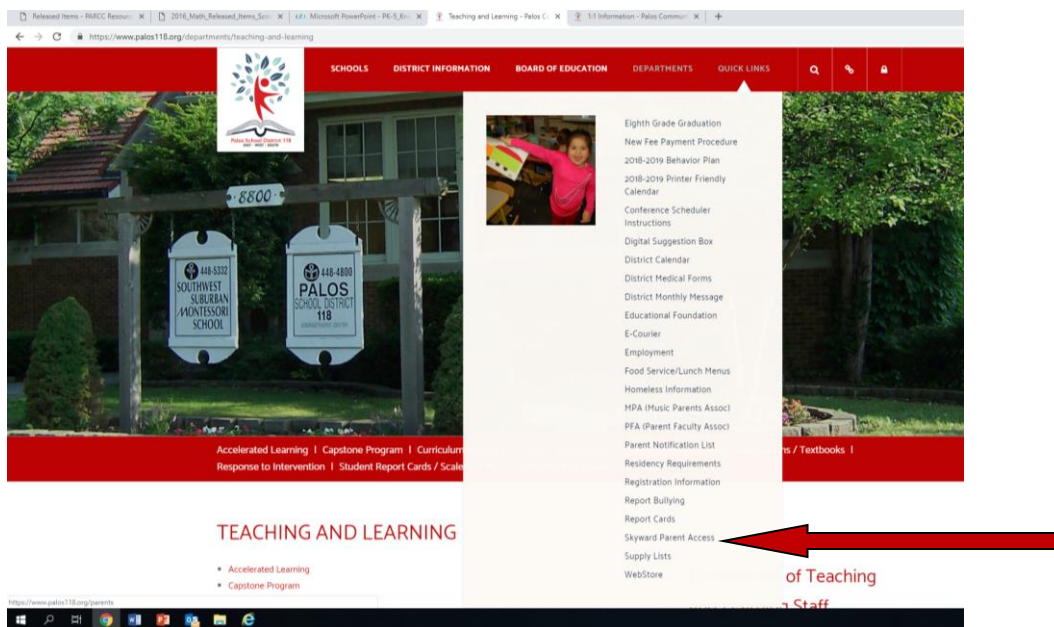 Released Items - PARCC Resourc
2016_Math_Released_Items_Scor
Microsoft PowerPoint - PK-5_Kn
Teaching and Learning - Palos C
1:1 Information - Palos Commun
https://www.palos118.org/departments/teaching-and-learning
SCHOOLS DISTRICT INFORMATION BOARD OF EDUCATION DEPARTMENTS QUICK LINKS
Palos School District 118
EAST · WEST · SOUTH
Eighth Grade Graduation
New Fee Payment Procedure
2018-2019 Behavior Plan
2018-2019 Printer Friendly
Calendar
Conference Scheduler
Instructions
Digital Suggestion Box
District Calendar
District Medical Forms
District Monthly Message
Educational Foundation
E-Courier
Employment
Food Service/Lunch Menus
Homeless Information
MPA (Music Parents Assoc)
PFA (Parent Faculty Assoc)
Parent Notification List
Residency Requirements
Registration Information
Report Bullying
Report Cards
Skyward Parent Access
Supply Lists
WebStore
8800
448-5332
SOUTHWEST
SUBURBAN
MONTESSORI
SCHOOL
448-4800
PALOS
SCHOOL DISTRICT
118
Accelerated Learning | Capstone Program | Curriculum
/ Textbooks |
Response to Intervention | Student Report Cards / Scale
TEACHING AND LEARNING
Accelerated Learning
Capstone Program
of Teaching
Staff
https://www.palos118.org/parents